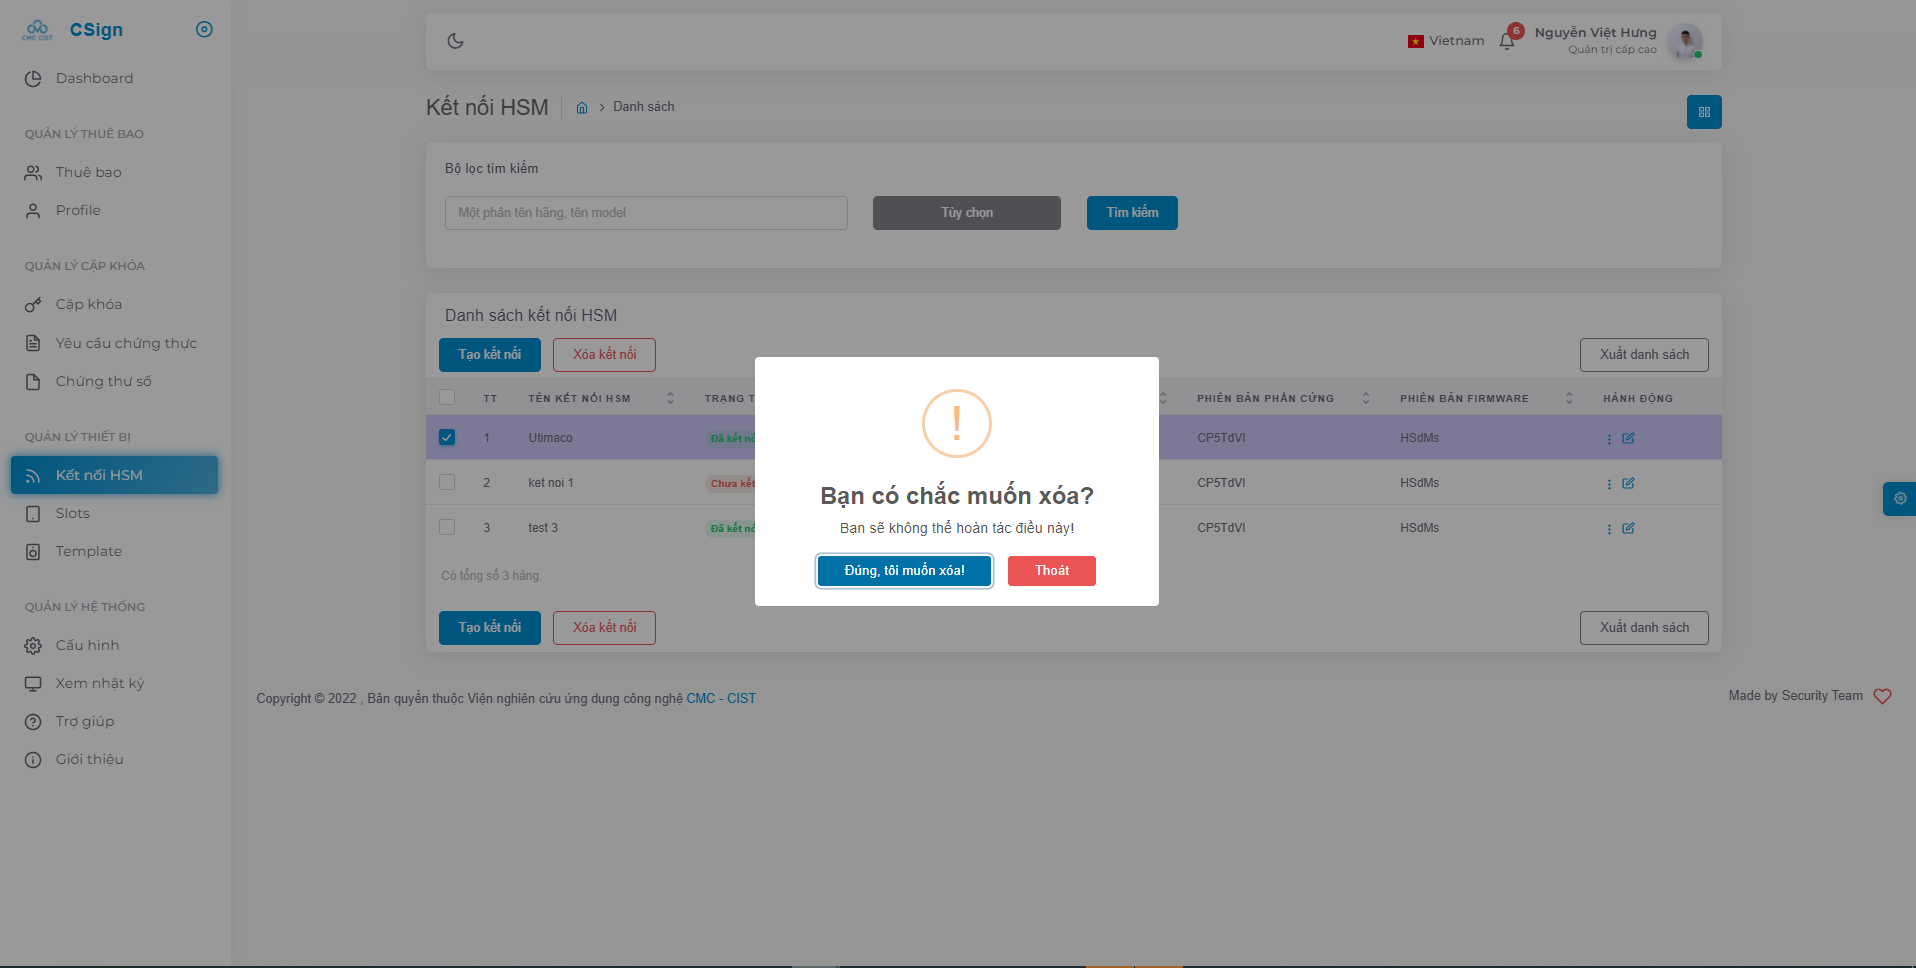 CMC CIST
CSign
Dashboard
QUẢN LÝ THUÊ BAO
Thuê bao
Profile
QUẢN LÝ CẶP KHÓA
Cặp khóa
Yêu cầu chứng thực
Chứng thư số
QUẢN LÝ THIẾT BỊ
Kết nối HSM
Slots
Template
QUẢN LÝ HỆ THỐNG
Cấu hình
Xem nhật ký
Trợ giúp
Giới thiệu
Vietnam
6
Nguyễn Việt Hưng
Quản trị cấp cao
Kết nối HSM
Danh sách
Bộ lọc tìm kiếm
Một phần tên hãng, tên model
Tùy chọn
Tìm kiếm
Danh sách kết nối HSM
Tạo kết nối
Xóa kết nối
Xuất danh sách
TT
TÊN KẾT NỐI HSM
TRẠNG T
PHIÊN BẢN PHẦN CỨNG
PHIÊN BẢN FIRMWARE
HÀNH ĐỘNG
1
Utimaco
Đã kết nố
CP5TdVI
HSdMs
2
ket noi 1
Chưa kết
CP5TdVI
HSdMs
3
test 3
Đã kết nố
CP5TdVI
HSdMs
Có tổng số 3 hàng.
Tạo kết nối
Xóa kết nối
Xuất danh sách
!
Bạn có chắc muốn xóa?
Bạn sẽ không thể hoàn tác điều này!
Đúng, tôi muốn xóa!
Thoát
Copyright © 2022 , Bản quyền thuộc Viện nghiên cứu ứng dụng công nghệ CMC - CIST
Made by Security Team